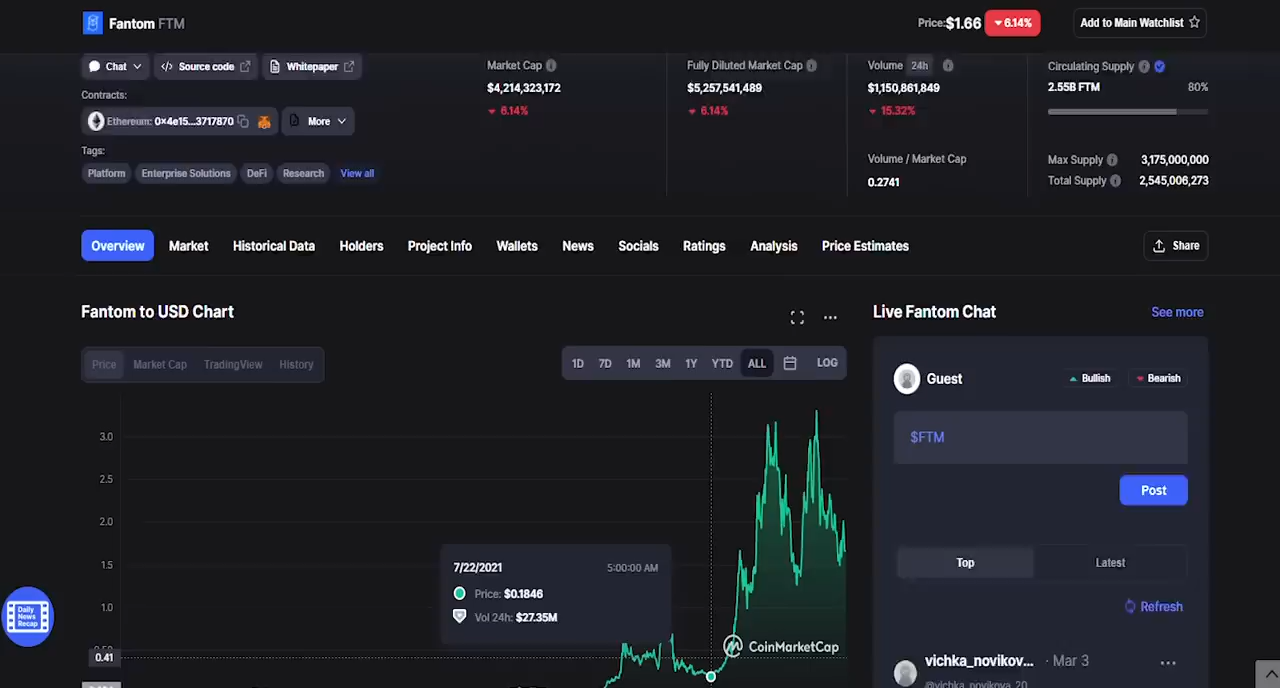 Fantom FTM
Price: $1.66 6.14%
Add to Main Watchlist
Chat
Source code
Whitepaper
Contracts:
Ethereum: 0x4e15...3717870
More
Tags:
Platform
Enterprise Solutions
DeFi
Research
View all
Market Cap
$4,214,323,172
6.14%
Fully Diluted Market Cap
$5,257,541,489
6.14%
Volume 24h
$1,150,861,849
15.32%
Volume / Market Cap
0.2741
Circulating Supply
2.55B FTM 80%
Max Supply 3,175,000,000
Total Supply 2,545,006,273
Overview Market Historical Data Holders Project Info Wallets News Socials Ratings Analysis Price Estimates
Share
Fantom to USD Chart
Price Market Cap TradingView History
1D 7D 1M 3M 1Y YTD ALL LOG
3.0
2.5
2.0
1.5
1.0
0.41
7/22/2021 5:00:00 AM
Price: $0.1846
Vol 24h: $27.35M
CoinMarketCap
Daily
News
Recap
Live Fantom Chat
See more
Guest
Bullish
Bearish
$FTM
Post
Top
Latest
Refresh
vichka_novikov... · Mar 3
@vichka_novikova_20